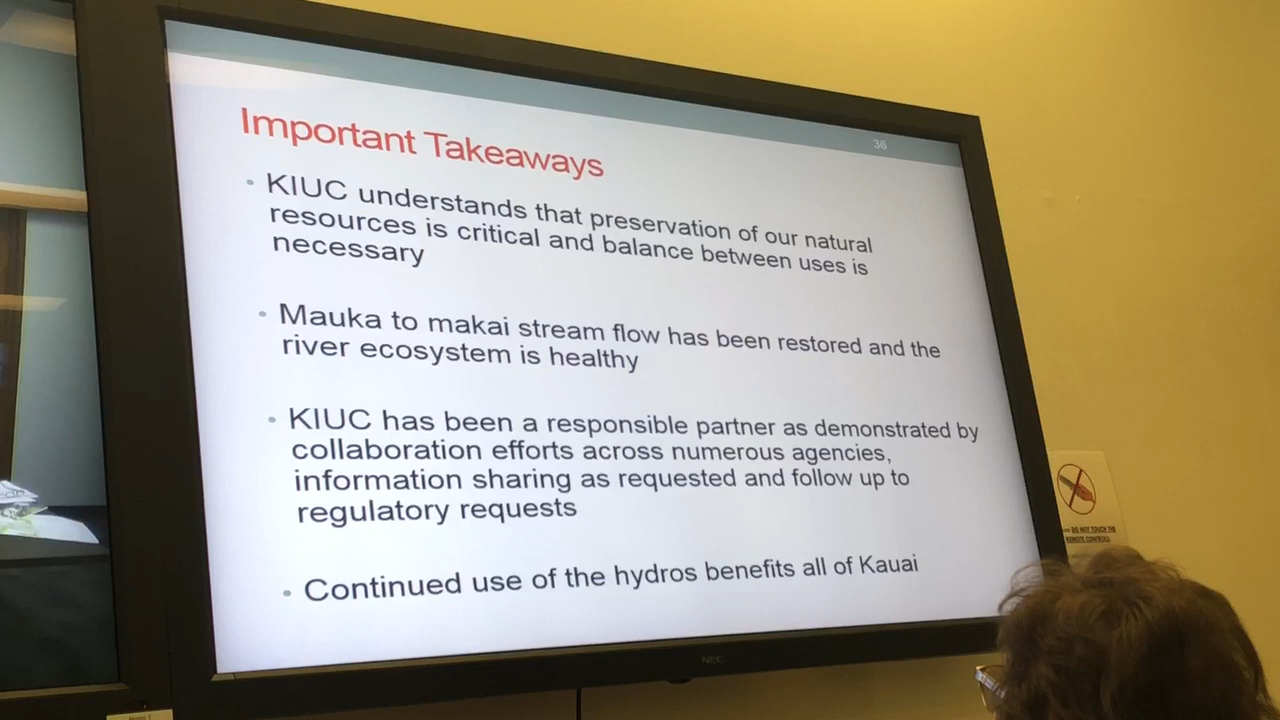 36
Important Takeaways
• KIUC understands that preservation of our natural
resources is critical and balance between uses is
necessary
• Mauka to makai stream flow has been restored and the
river ecosystem is healthy
• KIUC has been a responsible partner as demonstrated by
collaboration efforts across numerous agencies,
information sharing as requested and follow up to
regulatory requests
• Continued use of the hydros benefits all of Kauai
NEC
DO NOT TOUCH THE
REMOTE CONTROLS